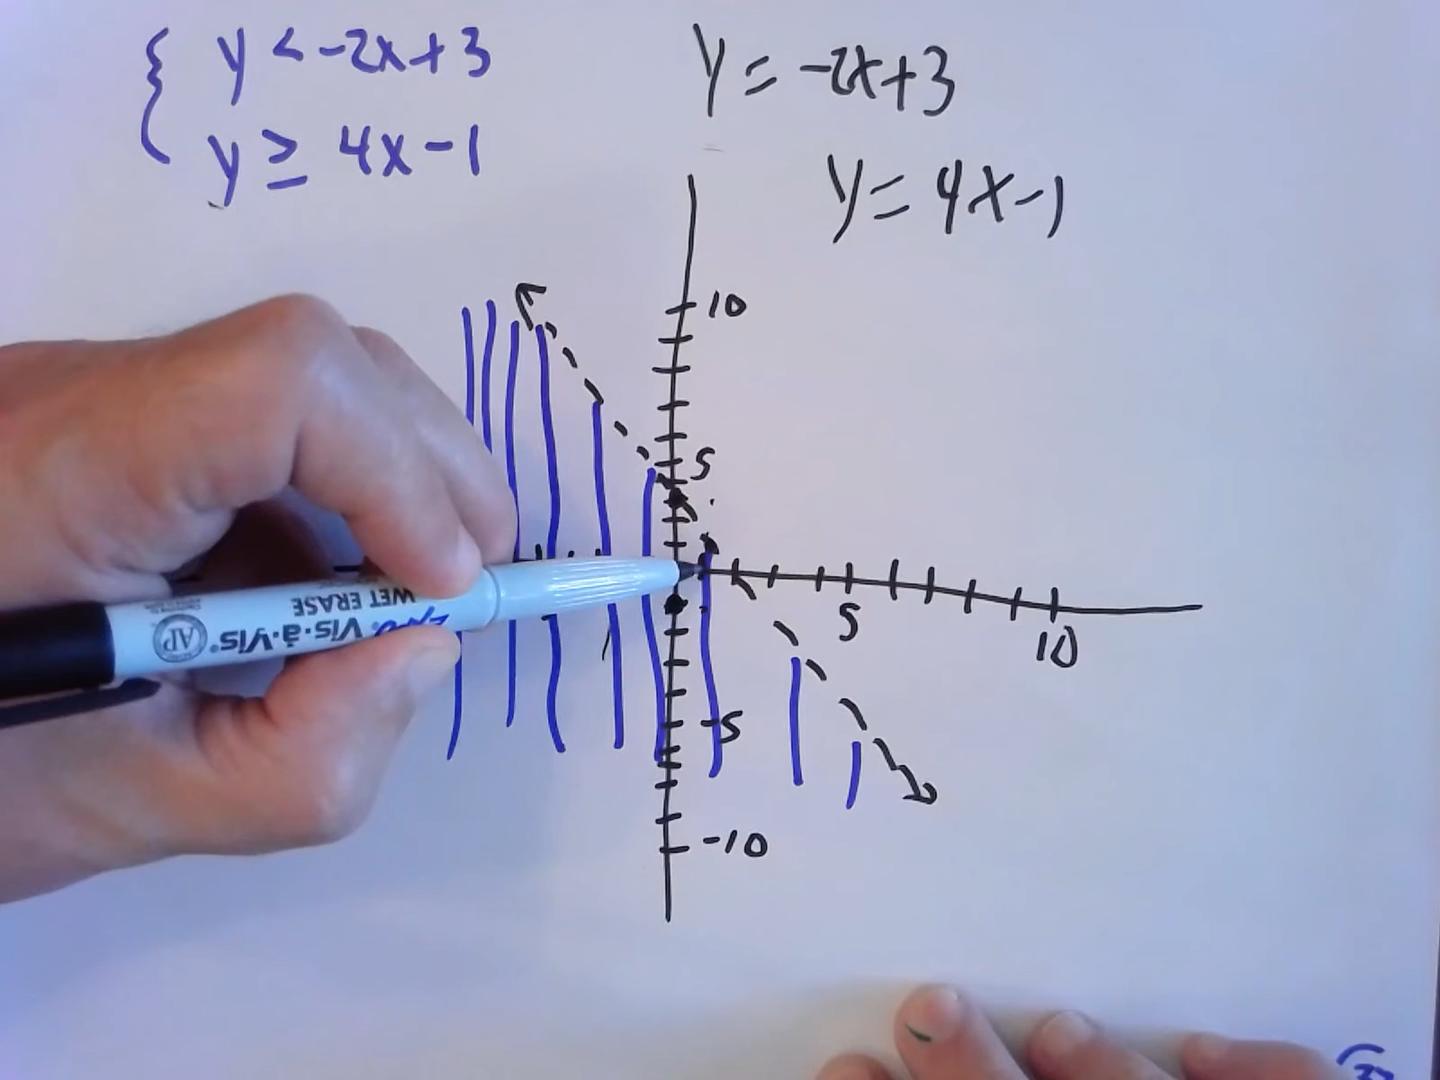 y < -2x + 3
y ≥ 4x - 1
y = -2x + 3
y = 4x - 1
10
5
5
10
-5
-10
WET ERASE
Vis-à-Vis®
AP